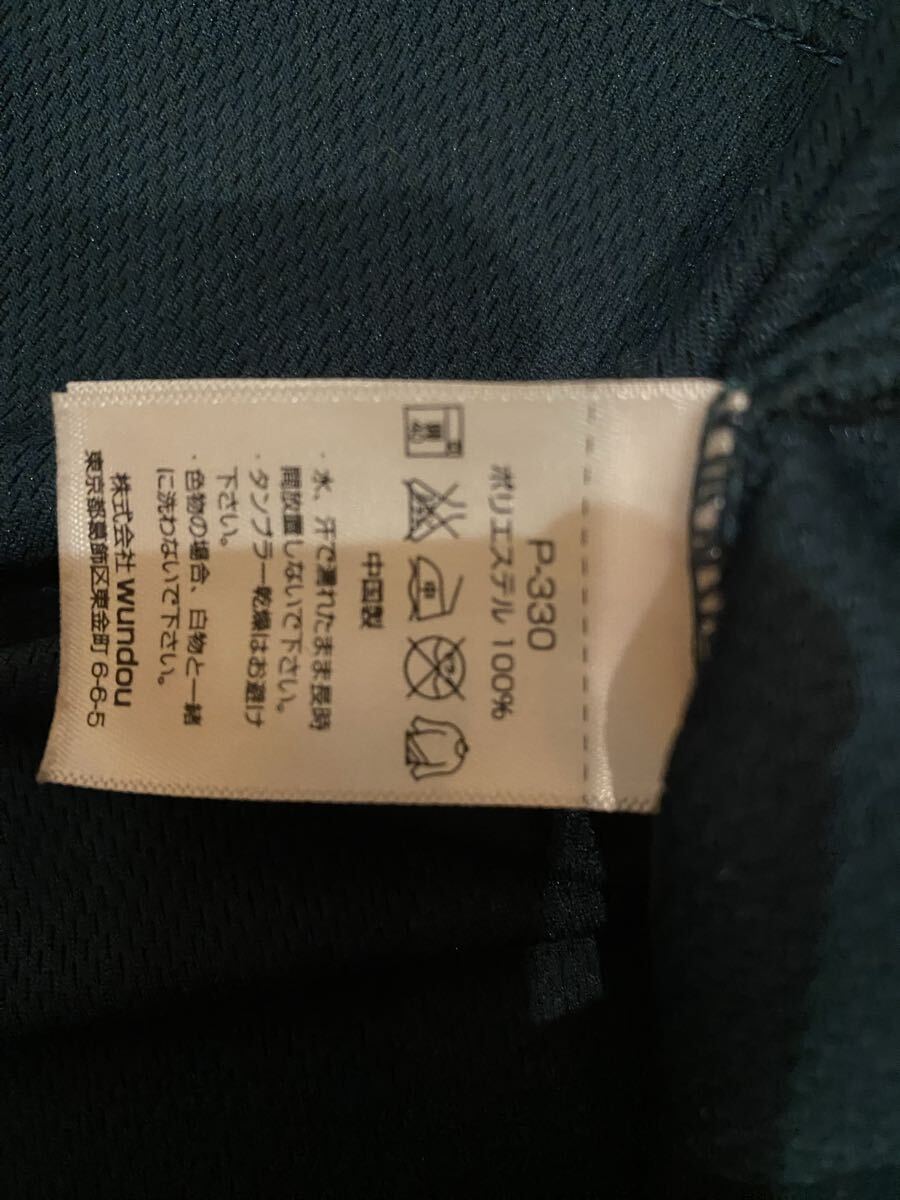 P-330
ポリエステル 100%
中
中国製
・水、汗で濡れたまま長時
間放置しないで下さい。
・タンブラー乾燥はお避け
下さい。
・色物の場合、白物と一緒
に洗わないで下さい。
株式会社 wundou
東京都葛飾区東金町 6-6-5